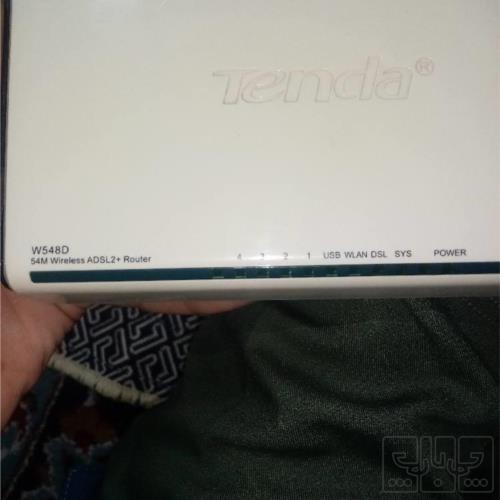 Tenda®
W548D
54M Wireless ADSL2+ Router
4 3 2 1 USB WLAN DSL SYS POWER